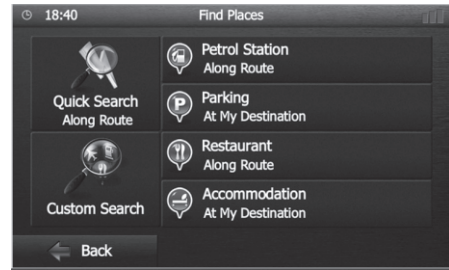 18:40 Find Places
Quick Search
Along Route
Custom Search
Petrol Station
Along Route
P Parking
At My Destination
Restaurant
Along Route
Accommodation
At My Destination
Back